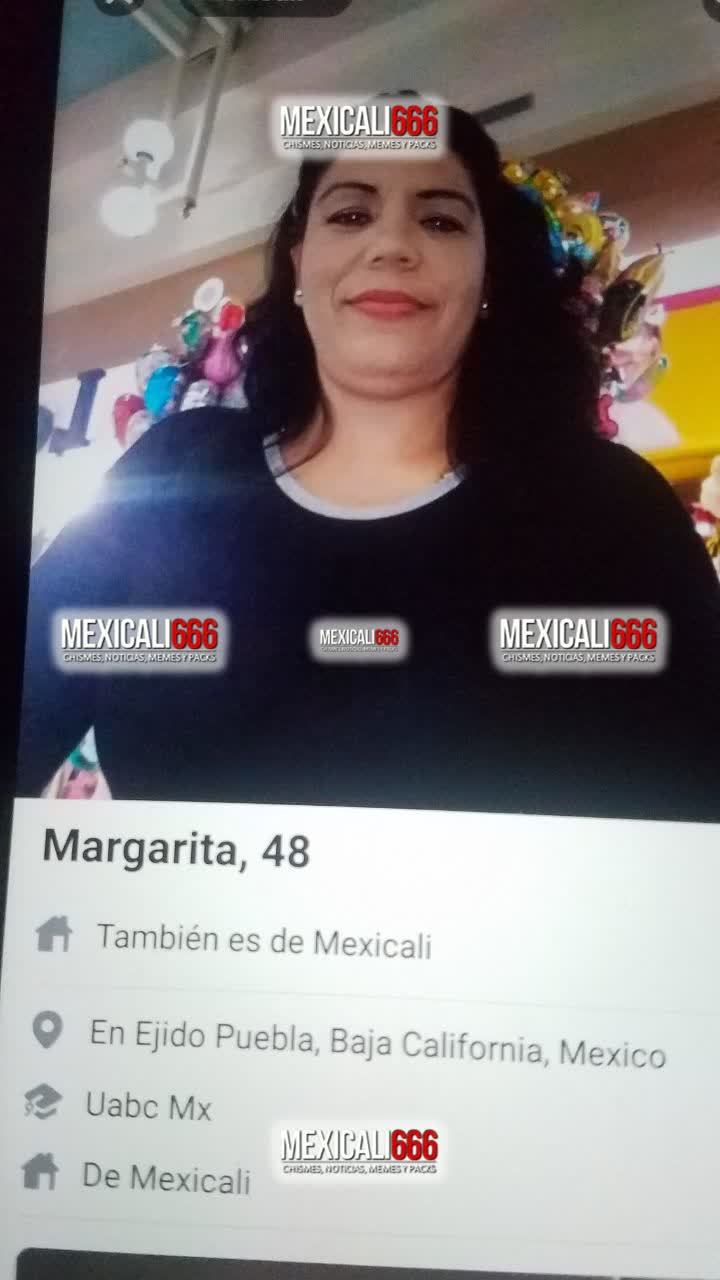 MEXICALI666
CHISMES, NOTICIAS, MEMES Y PACKS
MEXICALI666
CHISMES, NOTICIAS, MEMES Y PACKS
MEXICALI666
CHISMES, NOTICIAS, MEMES Y PACKS
MEXICALI666
CHISMES, NOTICIAS, MEMES Y PACKS
Margarita, 48
También es de Mexicali
En Ejido Puebla, Baja California, Mexico
Uabc Mx
MEXICALI666
CHISMES, NOTICIAS, MEMES Y PACKS
De Mexicali